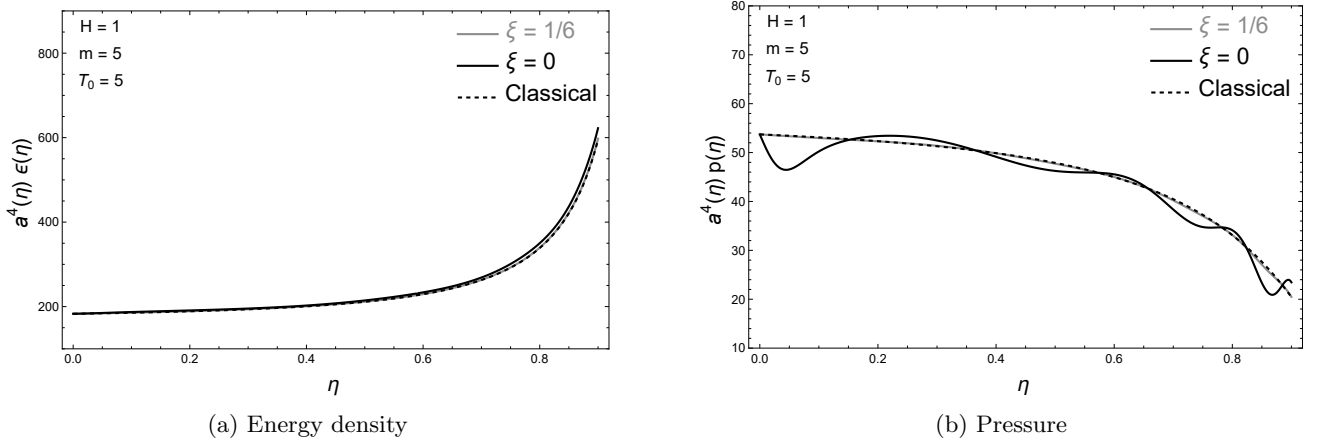 H = 1
m = 5
T₀ = 5
ξ = 1/6
ξ = 0
Classical
a⁴(η) ϵ(η)
800
600
400
200
0.0 0.2 0.4 0.6 0.8
η
(a) Energy density
H = 1
m = 5
T₀ = 5
ξ = 1/6
ξ = 0
Classical
a⁴(η) p(η)
80
70
60
50
40
30
20
10
0.0 0.2 0.4 0.6 0.8
η
(b) Pressure